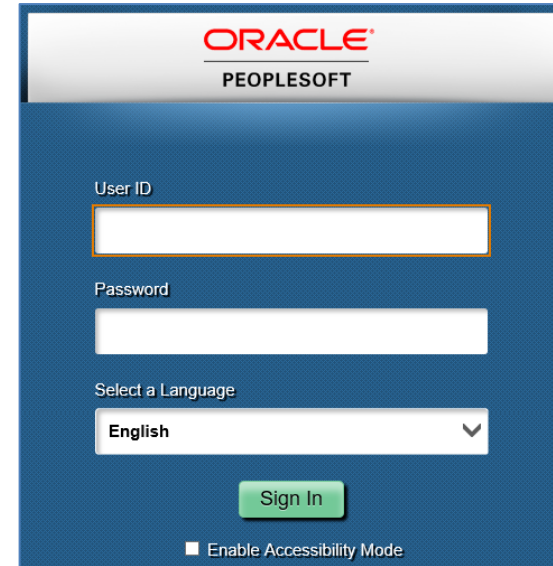 ORACLE®
PEOPLESOFT
User ID
Password
Select a Language
English
Sign In
Enable Accessibility Mode